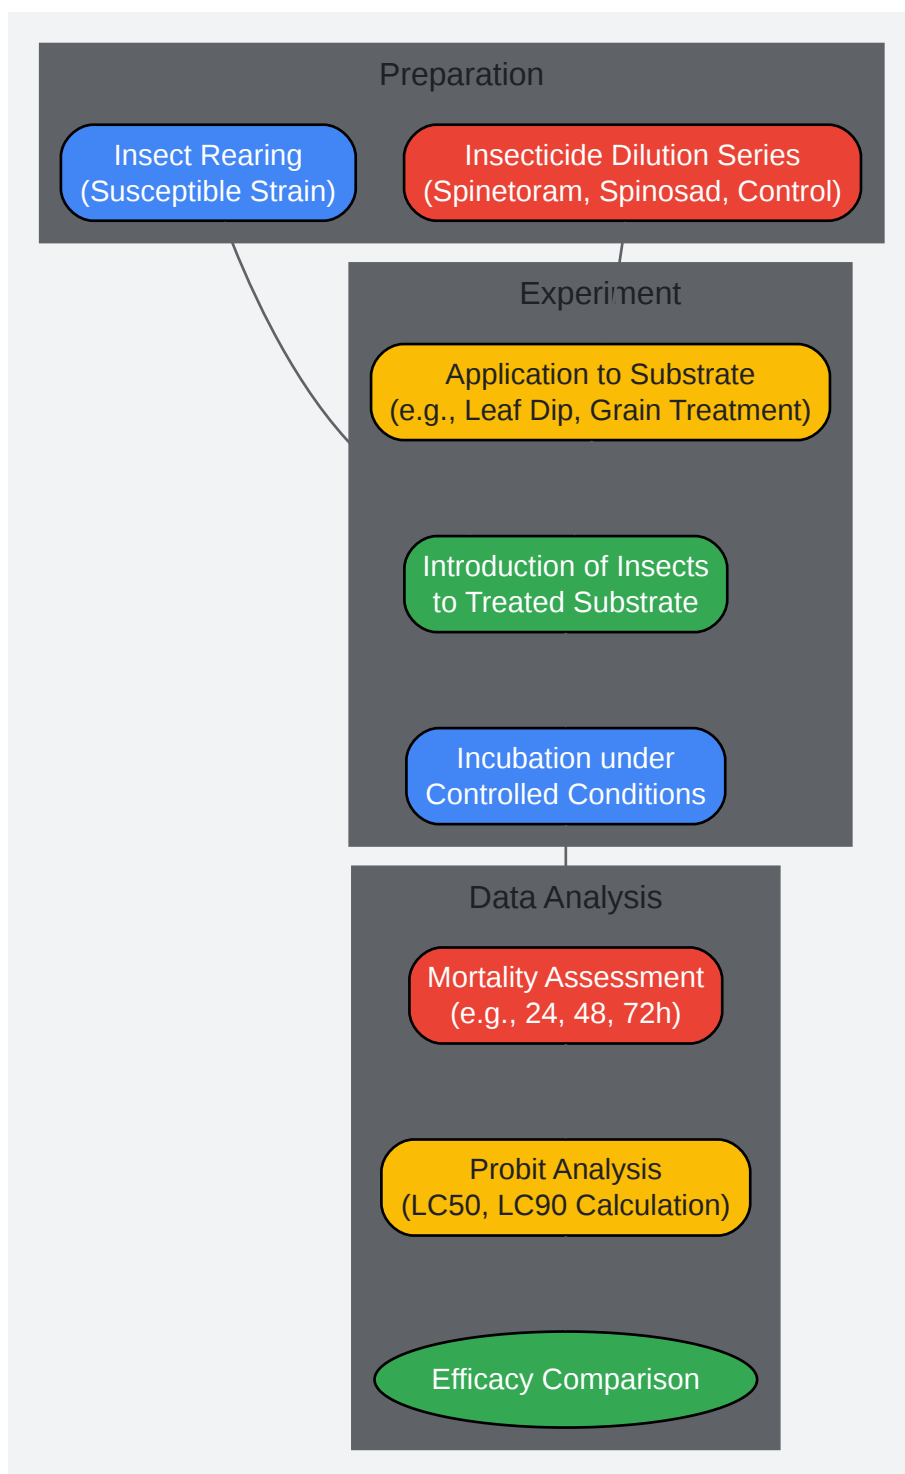 Preparation
Insect Rearing
(Susceptible Strain)
Insecticide Dilution Series
(Spinetoram, Spinosad, Control)
Experiment
Application to Substrate
(e.g., Leaf Dip, Grain Treatment)
Introduction of Insects
to Treated Substrate
Incubation under
Controlled Conditions
Data Analysis
Mortality Assessment
(e.g., 24, 48, 72h)
Probit Analysis
(LC50, LC90 Calculation)
Efficacy Comparison